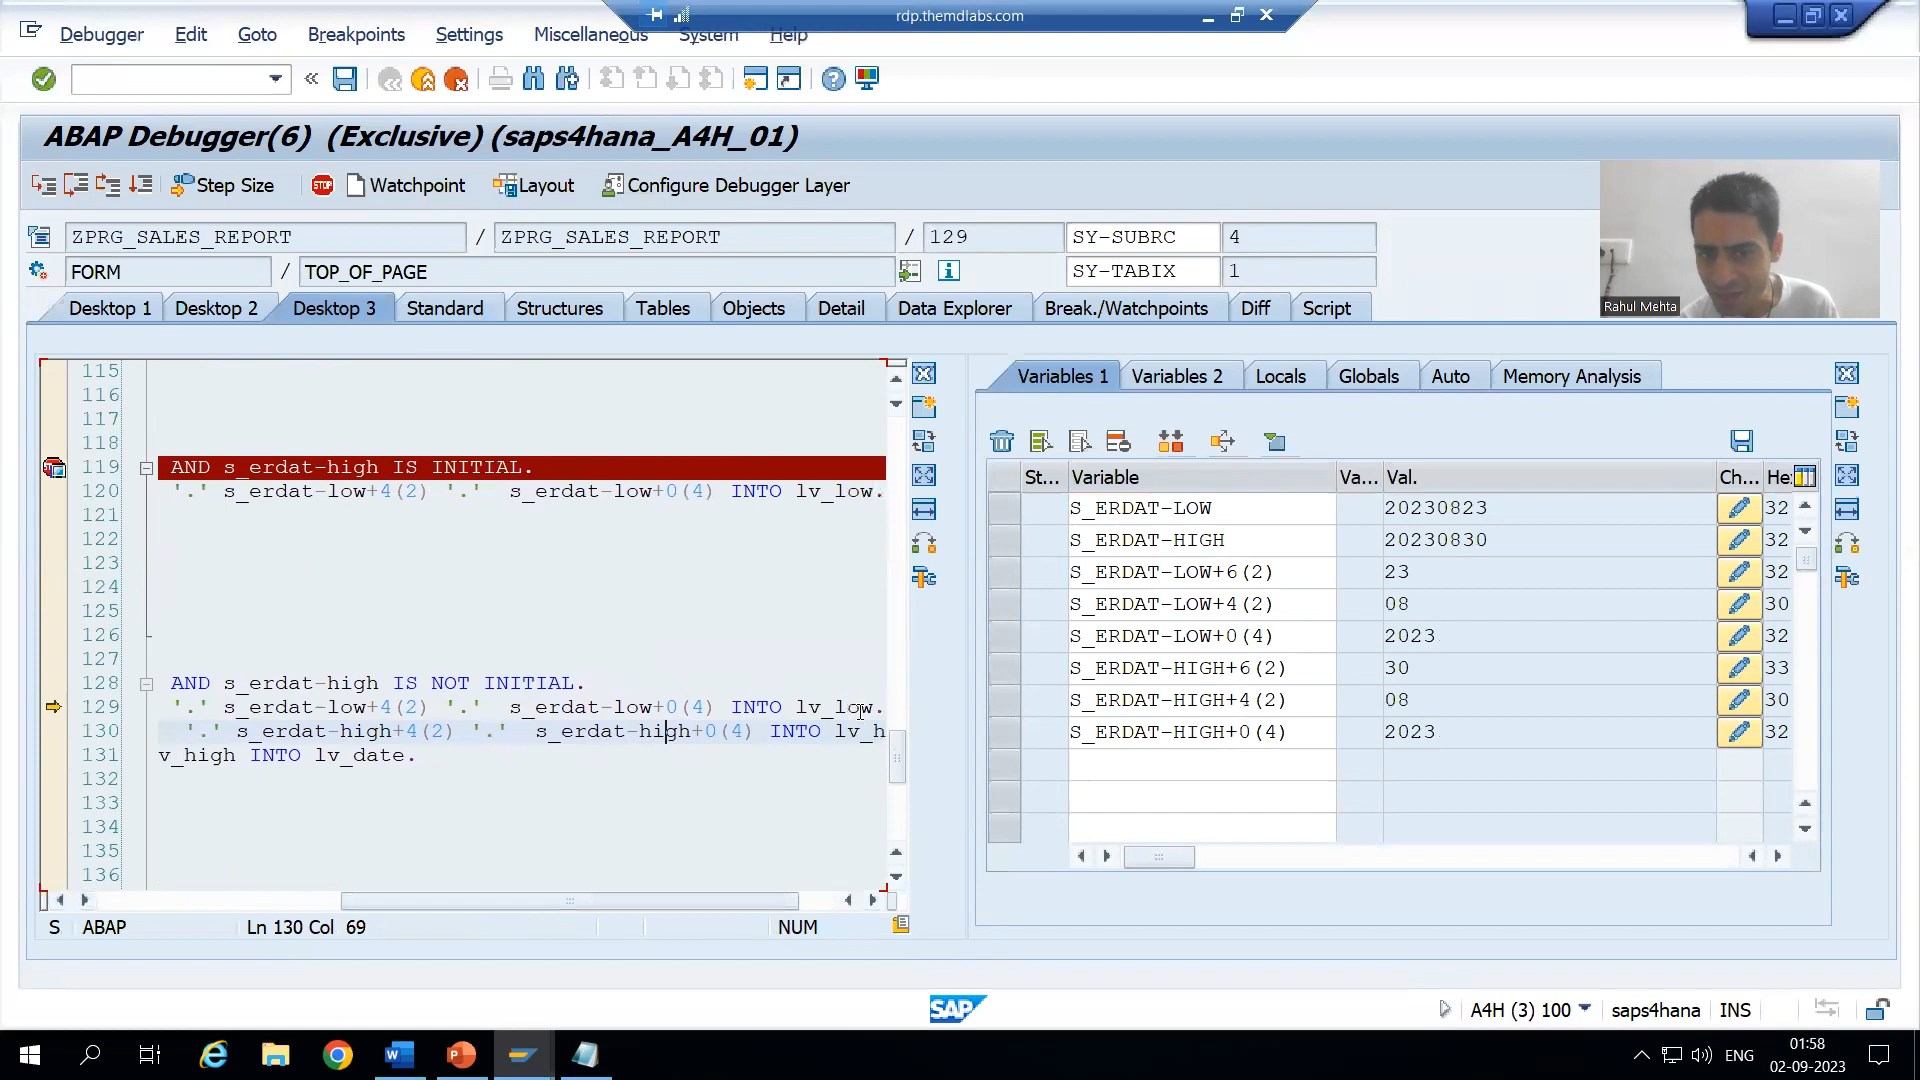 rdp.themdlabs.com
Debugger Edit Goto Breakpoints Settings Miscellaneous System Help
ABAP Debugger(6) (Exclusive) (saps4hana_A4H_01)
Step Size STOP Watchpoint Layout Configure Debugger Layer
ZPRG_SALES_REPORT / ZPRG_SALES_REPORT / 129 SY-SUBRC 4
FORM / TOP_OF_PAGE SY-TABIX 1
Rahul Mehta
Desktop 1 Desktop 2 Desktop 3 Standard Structures Tables Objects Detail Data Explorer Break./Watchpoints Diff Script
115
116
117
118
119 AND s_erdat-high IS INITIAL.
120 '.' s_erdat-low+4(2) '.' s_erdat-low+0(4) INTO lv_low.
121
122
123
124
125
126
127
128 AND s_erdat-high IS NOT INITIAL.
129 '.' s_erdat-low+4(2) '.' s_erdat-low+0(4) INTO lv_low.
130 '.' s_erdat-high+4(2) '.' s_erdat-high+0(4) INTO lv_h
131 v_high INTO lv_date.
132
133
134
135
136
S ABAP Ln 130 Col 69 NUM
Variables 1 Variables 2 Locals Globals Auto Memory Analysis
St... Variable Va... Val. Ch... He
S_ERDAT-LOW 20230823 32
S_ERDAT-HIGH 20230830 32
S_ERDAT-LOW+6(2) 23 32
S_ERDAT-LOW+4(2) 08 30
S_ERDAT-LOW+0(4) 2023 32
S_ERDAT-HIGH+6(2) 30 33
S_ERDAT-HIGH+4(2) 08 30
S_ERDAT-HIGH+0(4) 2023 32
SAP A4H (3) 100 saps4hana INS
ENG 01:58
02-09-2023